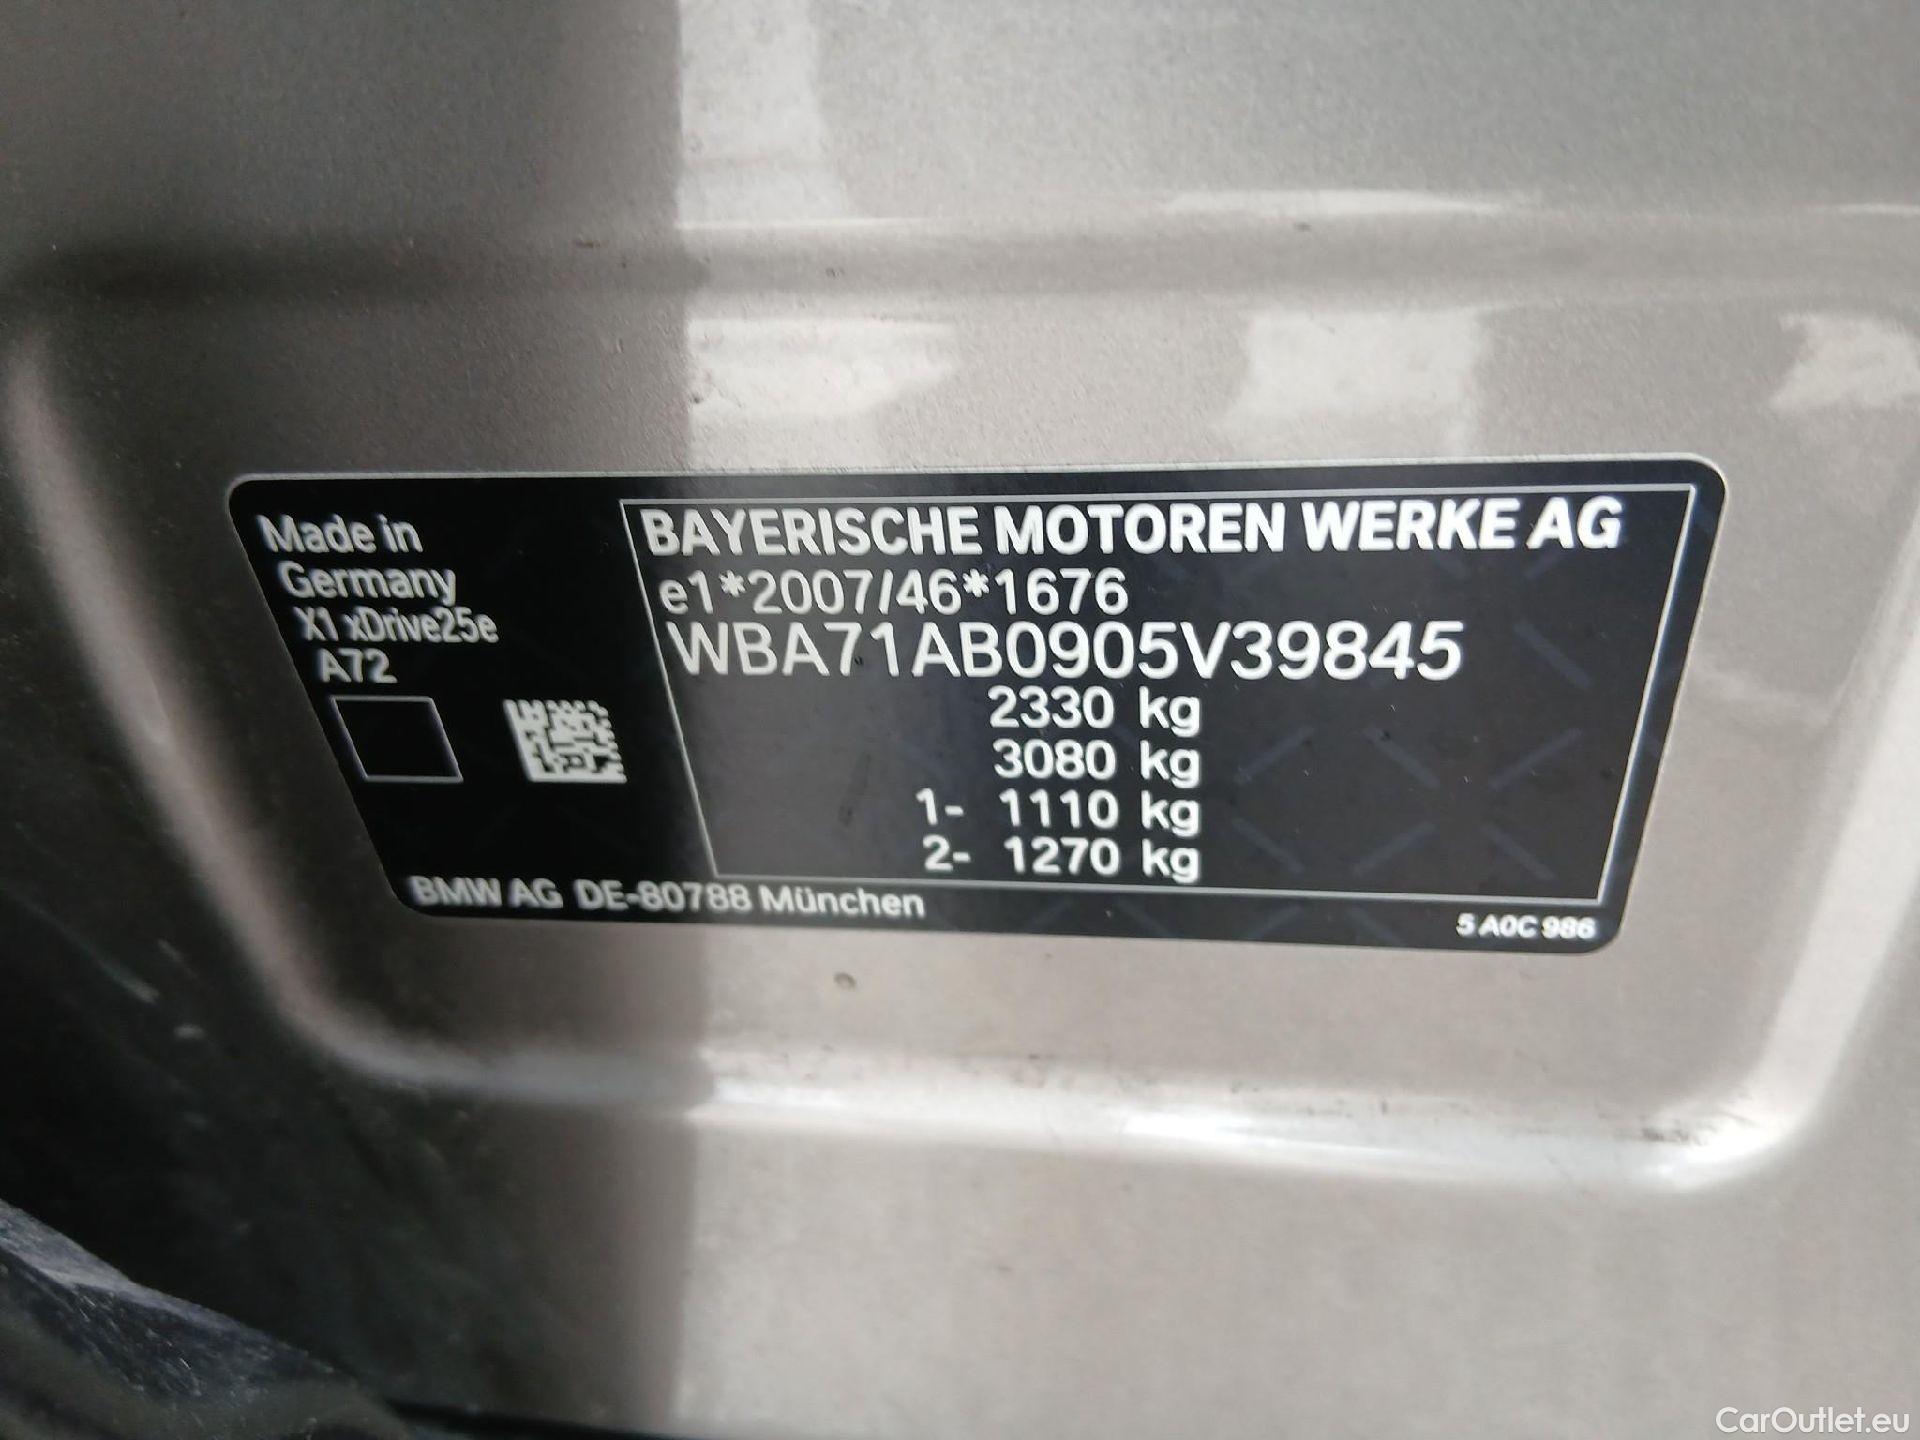 Made in
Germany
X1 xDrive25e
A72
BAYERISCHE MOTOREN WERKE AG
e1*2007/46*1676
WBA71AB0905V39845
2330 kg
3080 kg
1- 1110 kg
2- 1270 kg
BMW AG DE-80788 München
5 A0C 986
CarOutlet.eu